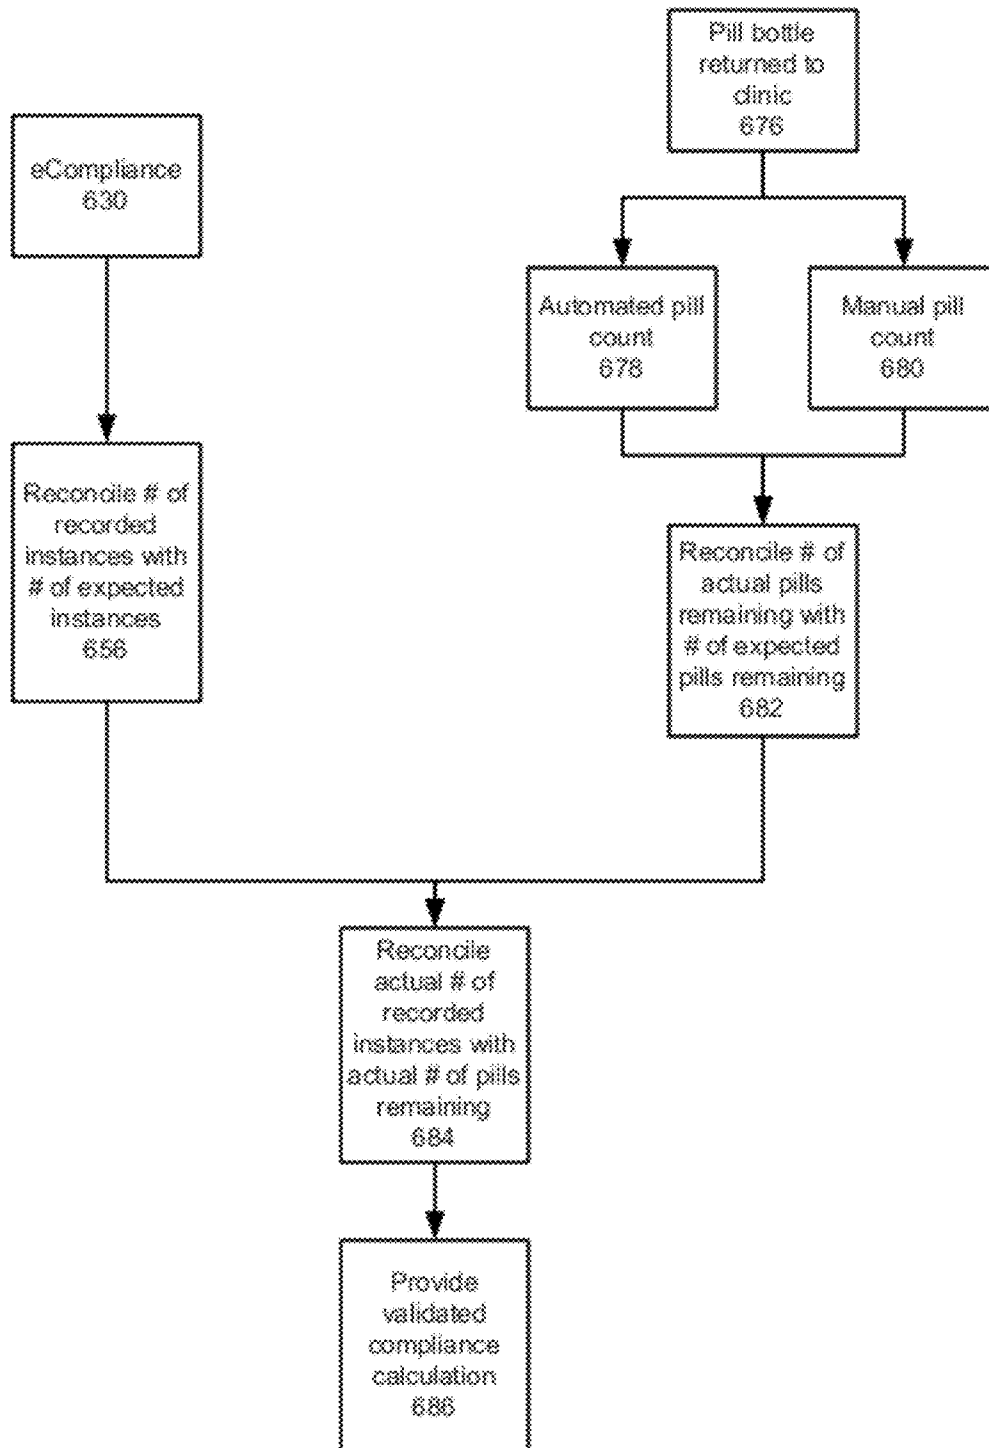 Pill bottle
returned to
clinic
676
eCompliance
630
Automated pill
count
678
Manual pill
count
680
Reconcile # of
recorded
instances with
# of expected
instances
656
Reconcile # of
actual pills
remaining with
# of expected
pills remaining
682
Reconcile
actual # of
recorded
instances with
actual # of pills
remaining
684
Provide
validated
compliance
calculation
686